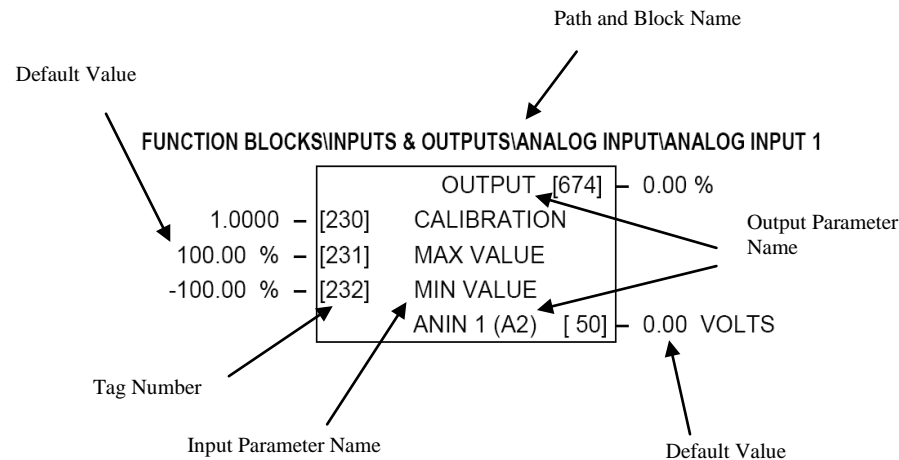 Path and Block Name
Default Value
FUNCTION BLOCKS\INPUTS & OUTPUTS\ANALOG INPUT\ANALOG INPUT 1
OUTPUT [674] – 0.00 %
1.0000 – [230] CALIBRATION
100.00 % – [231] MAX VALUE
-100.00 % – [232] MIN VALUE
ANIN 1 (A2) [ 50] – 0.00 VOLTS
Output Parameter
Name
Tag Number
Input Parameter Name
Default Value